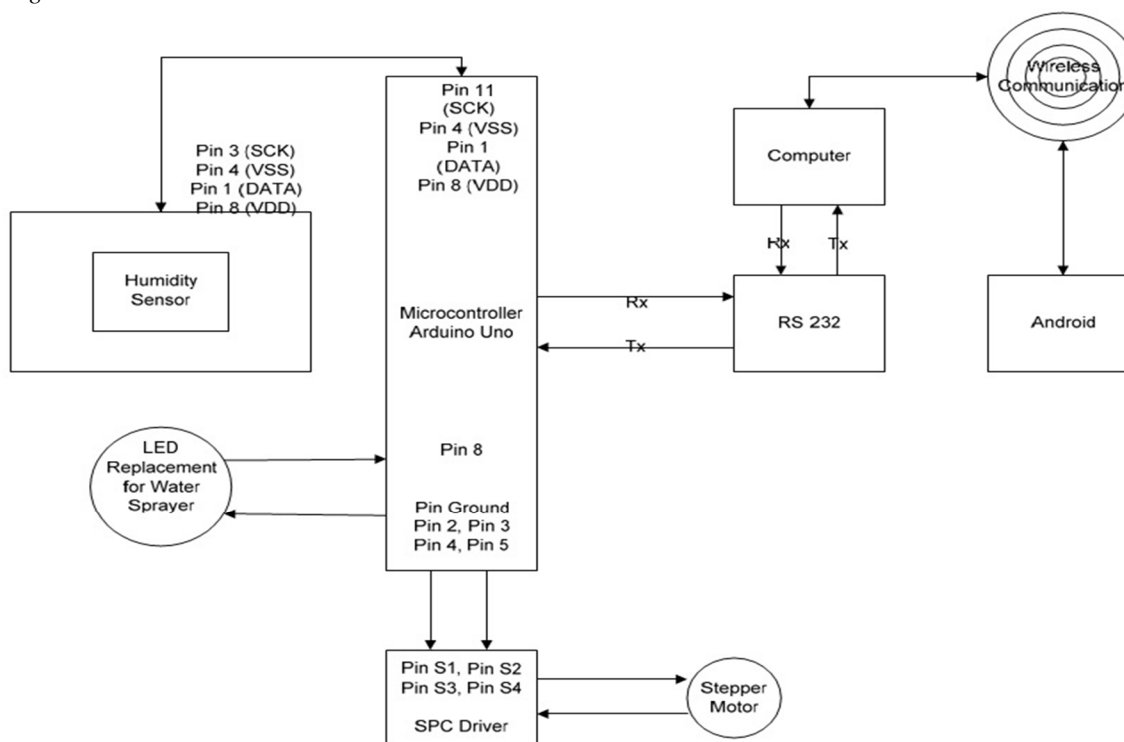 Pin 11
(SCK)
Pin 4 (VSS)
Pin 1
(DATA)
Pin 8 (VDD)
Wireless
Communication
Computer
Pin 3 (SCK)
Pin 4 (VSS)
Pin 1 (DATA)
Pin 8 (VDD)
Rx
Tx
Humidity
Sensor
Microcontroller
Arduino Uno
Rx
Tx
RS 232
Android
LED
Replacement
for Water
Sprayer
Pin 8
Pin Ground
Pin 2, Pin 3
Pin 4, Pin 5
Pin S1, Pin S2
Pin S3, Pin S4
SPC Driver
Stepper
Motor